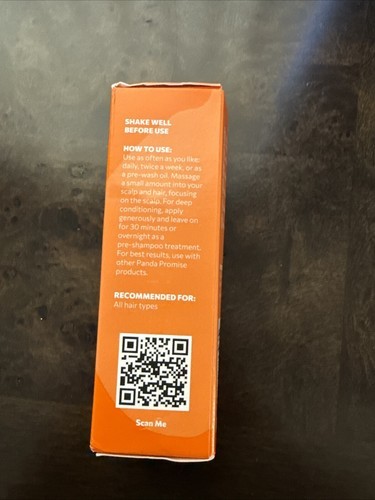 SHAKE WELL
BEFORE USE
HOW TO USE:
Use as often as you like:
daily, twice a week, or as
a pre-wash oil. Massage
a small amount into your
scalp and hair, focusing
on the scalp. For deep
conditioning, apply
generously and leave on
for 30 minutes or
overnight as a
pre-shampoo treatment.
For best results, use with
other Panda Promise
products.
RECOMMENDED FOR:
All hair types
Scan Me